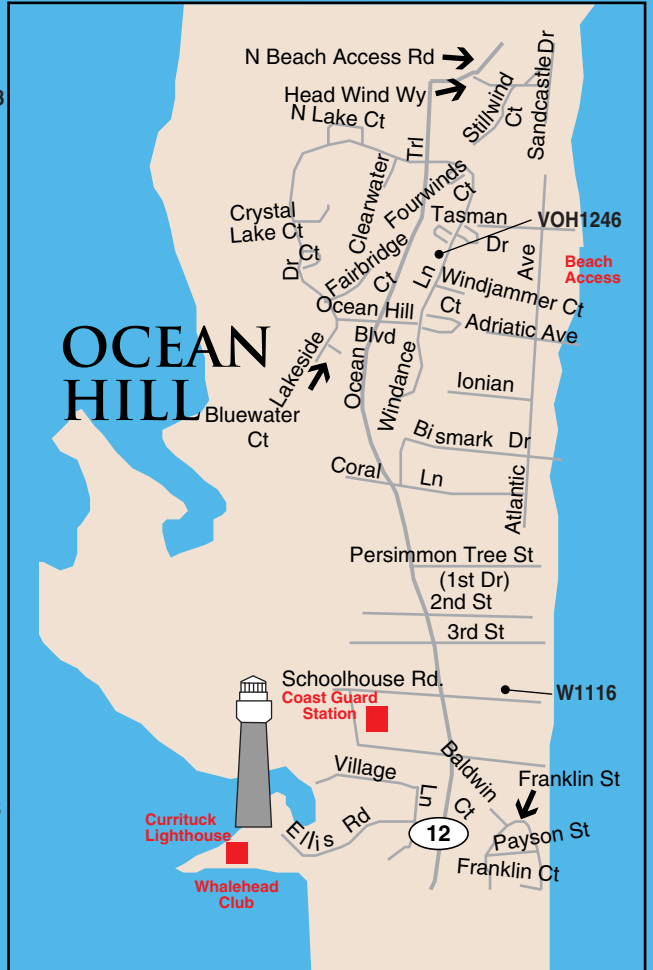 N Beach Access Rd
Head Wind Wy
N Lake Ct
Stillwind
Ct
Sandcastle Dr
Trl
Clearwater
Fourwinds
Ct
Crystal
Lake Ct
Tasman
Dr
VOH1246
Beach
Access
Ave
Dr
Ct
Fairbridge
Ct
Ln
Windjammer Ct
Ocean Hill
Blvd
Ct
Adriatic Ave
OCEAN
HILL
Lakeside
Ocean
Windance
Ionian
Bluewater
Ct
Bismark Dr
Coral
Ln
Atlantic
Persimmon Tree St
(1st Dr)
2nd St
3rd St
Schoolhouse Rd.
Coast Guard
Station
W1116
Village
Ln
Baldwin
Ct
Franklin St
Currituck
Lighthouse
Ellis Rd
12
Payson St
Franklin Ct
Whalehead
Club